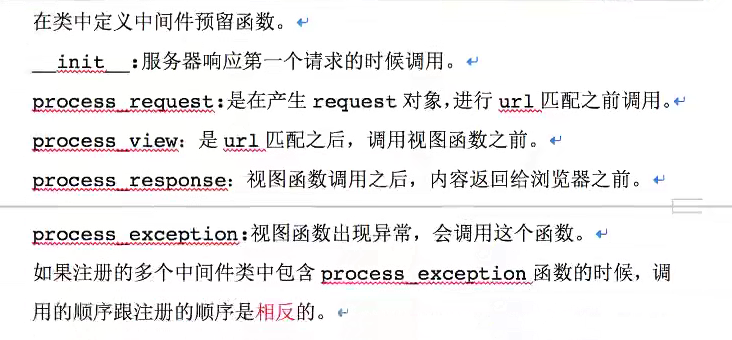 在类中定义中间件预留函数。
__init__:服务器响应第一个请求的时候调用。
process_request:是在产生 request 对象,进行 url 匹配之前调用。
process_view: 是 url 匹配之后，调用视图函数之前。
process_response: 视图函数调用之后，内容返回给浏览器之前。
process_exception:视图函数出现异常，会调用这个函数。
如果注册的多个中间件类中包含 process_exception 函数的时候，调
用的顺序跟注册的顺序是相反的。